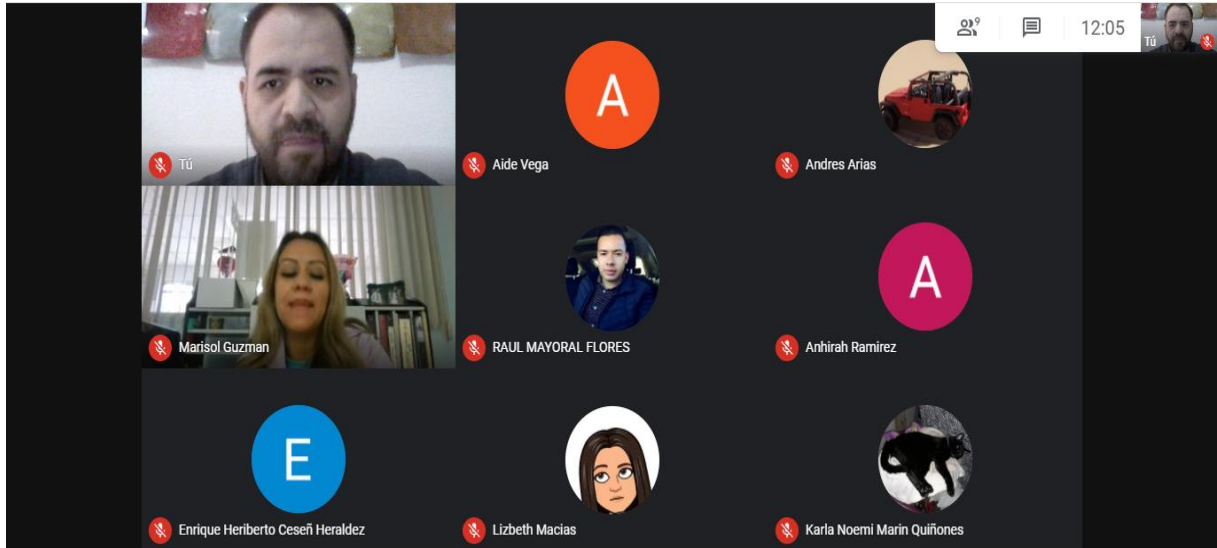 9
12:05
Tú
Tú
A
Aide Vega
Andres Arias
Marisol Guzman
RAUL MAYORAL FLORES
A
Anhirah Ramirez
E
Enrique Heriberto Ceseñ Heraldez
Lizbeth Macias
Karla Noemi Marin Quiñones